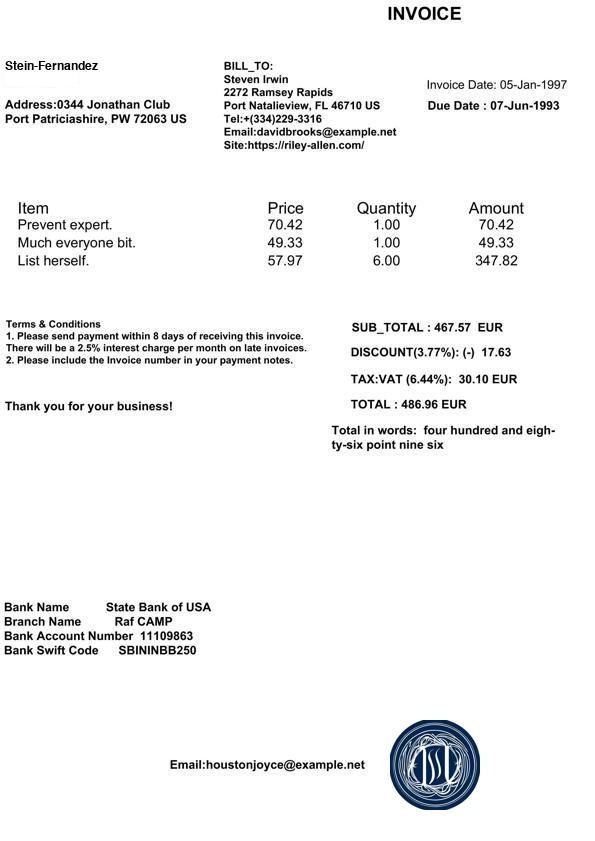 INVOICE
Stein-Fernandez
Address:0344 Jonathan Club
Port Patriciashire, PW 72063 US
BILL_TO:
Steven Irwin
2272 Ramsey Rapids
Port Natalieview, FL 46710 US
Tel:+(334)229-3316
Email:davidbrooks@example.net
Site:https://riley-allen.com/
Invoice Date: 05-Jan-1997
Due Date : 07-Jun-1993
Item Price Quantity Amount
Prevent expert. 70.42 1.00 70.42
Much everyone bit. 49.33 1.00 49.33
List herself. 57.97 6.00 347.82
Terms & Conditions
1. Please send payment within 8 days of receiving this invoice.
There will be a 2.5% interest charge per month on late invoices.
2. Please include the Invoice number in your payment notes.
Thank you for your business!
SUB_TOTAL : 467.57 EUR
DISCOUNT(3.77%): (-) 17.63
TAX:VAT (6.44%): 30.10 EUR
TOTAL : 486.96 EUR
Total in words: four hundred and eigh-
ty-six point nine six
Bank Name State Bank of USA
Branch Name Raf CAMP
Bank Account Number 11109863
Bank Swift Code SBININBB250
Email:houstonjoyce@example.net